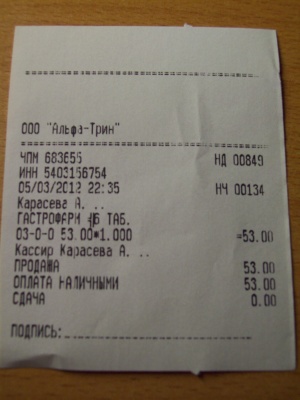 ООО "Альфа-Трин"
ЧПМ 683655 НД 00849
ИНН 5403166754
05/03/2012 22:35 НЧ 00134
Карасева А. ..
ГАСТРОФАРМ ТАБ.
03-0-0 53.00*1.000 =53.00
Кассир Карасева А. ..
ПРОДАЖА 53.00
ОПЛАТА НАЛИЧНЫМИ 53.00
СДАЧА 0.00
ПОДПИСЬ: